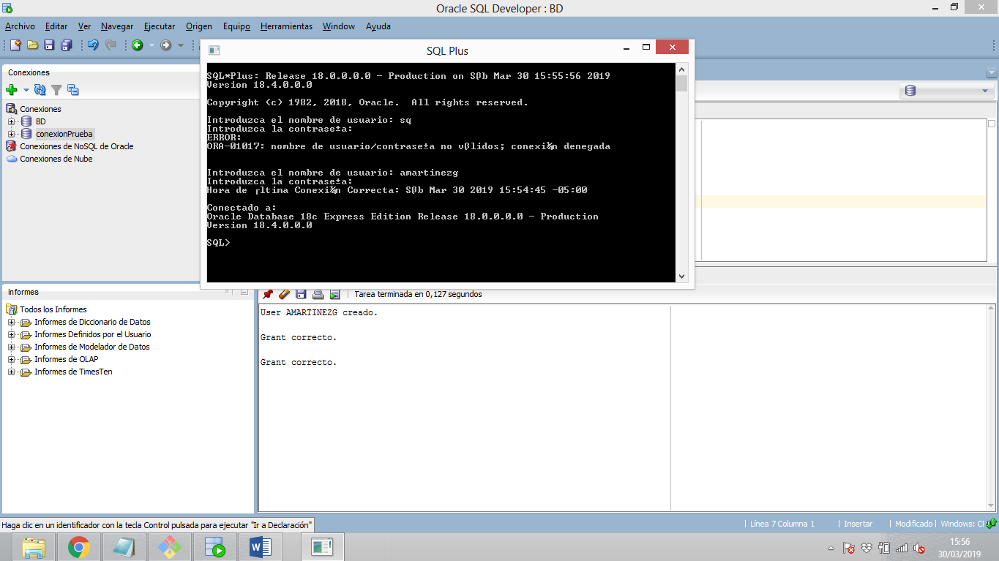 Oracle SQL Developer : BD
Archivo Editar Ver Navegar Ejecutar Origen Equipo Herramientas Window Ayuda
SQL Plus
Conexiones
Conexiones
BD
conexionPrueba
Conexiones de NoSQL de Oracle
Conexiones de Nube
SQL*Plus: Release 18.0.0.0.0 - Production on Sßb Mar 30 15:55:56 2019
Version 18.4.0.0.0
Copyright (c) 1982, 2018, Oracle.  All rights reserved.
Introduzca el nombre de usuario: sq
Introduzca la contrase±a:
ERROR:
ORA-01017: nombre de usuario/contrase±a no vßlidos; conexi¾n denegada
Introduzca el nombre de usuario: amartinezg
Introduzca la contrase±a:
Hora de ┌ltima Conexi¾n Correcta: Sßb Mar 30 2019 15:54:45 -05:00
Conectado a:
Oracle Database 18c Express Edition Release 18.0.0.0.0 - Production
Version 18.4.0.0.0
SQL>
Informes
Todos los Informes
Informes de Diccionario de Datos
Informes Definidos por el Usuario
Informes de Modelador de Datos
Informes de OLAP
Informes de TimesTen
Tarea terminada en 0,127 segundos
User AMARTINEZG creado.
Grant correcto.
Grant correcto.
Haga clic en un identificador con la tecla Control pulsada para ejecutar "Ir a Declaración"
Línea 7 Columna 1
Insertar
Modificado
Windows:
15:56
30/03/2019